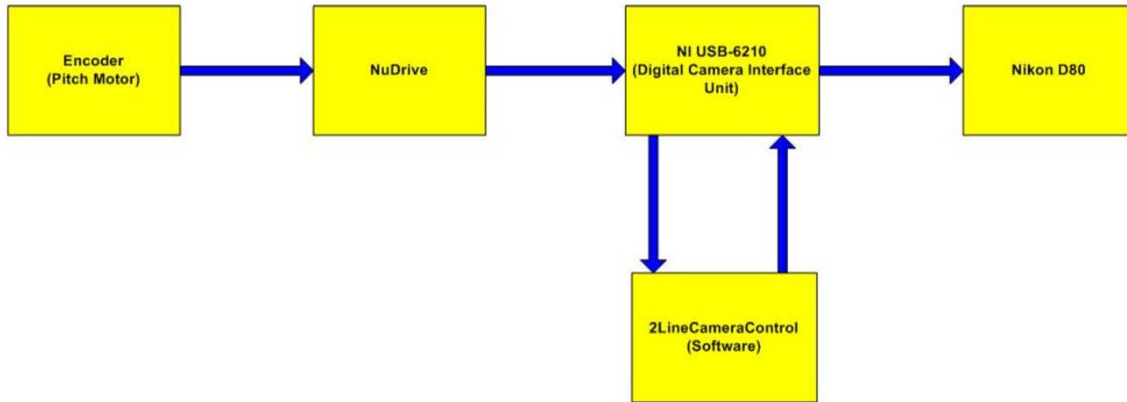 Encoder
(Pitch Motor)
NuDrive
NI USB-6210
(Digital Camera Interface
Unit)
Nikon D80
2LineCameraControl
(Software)